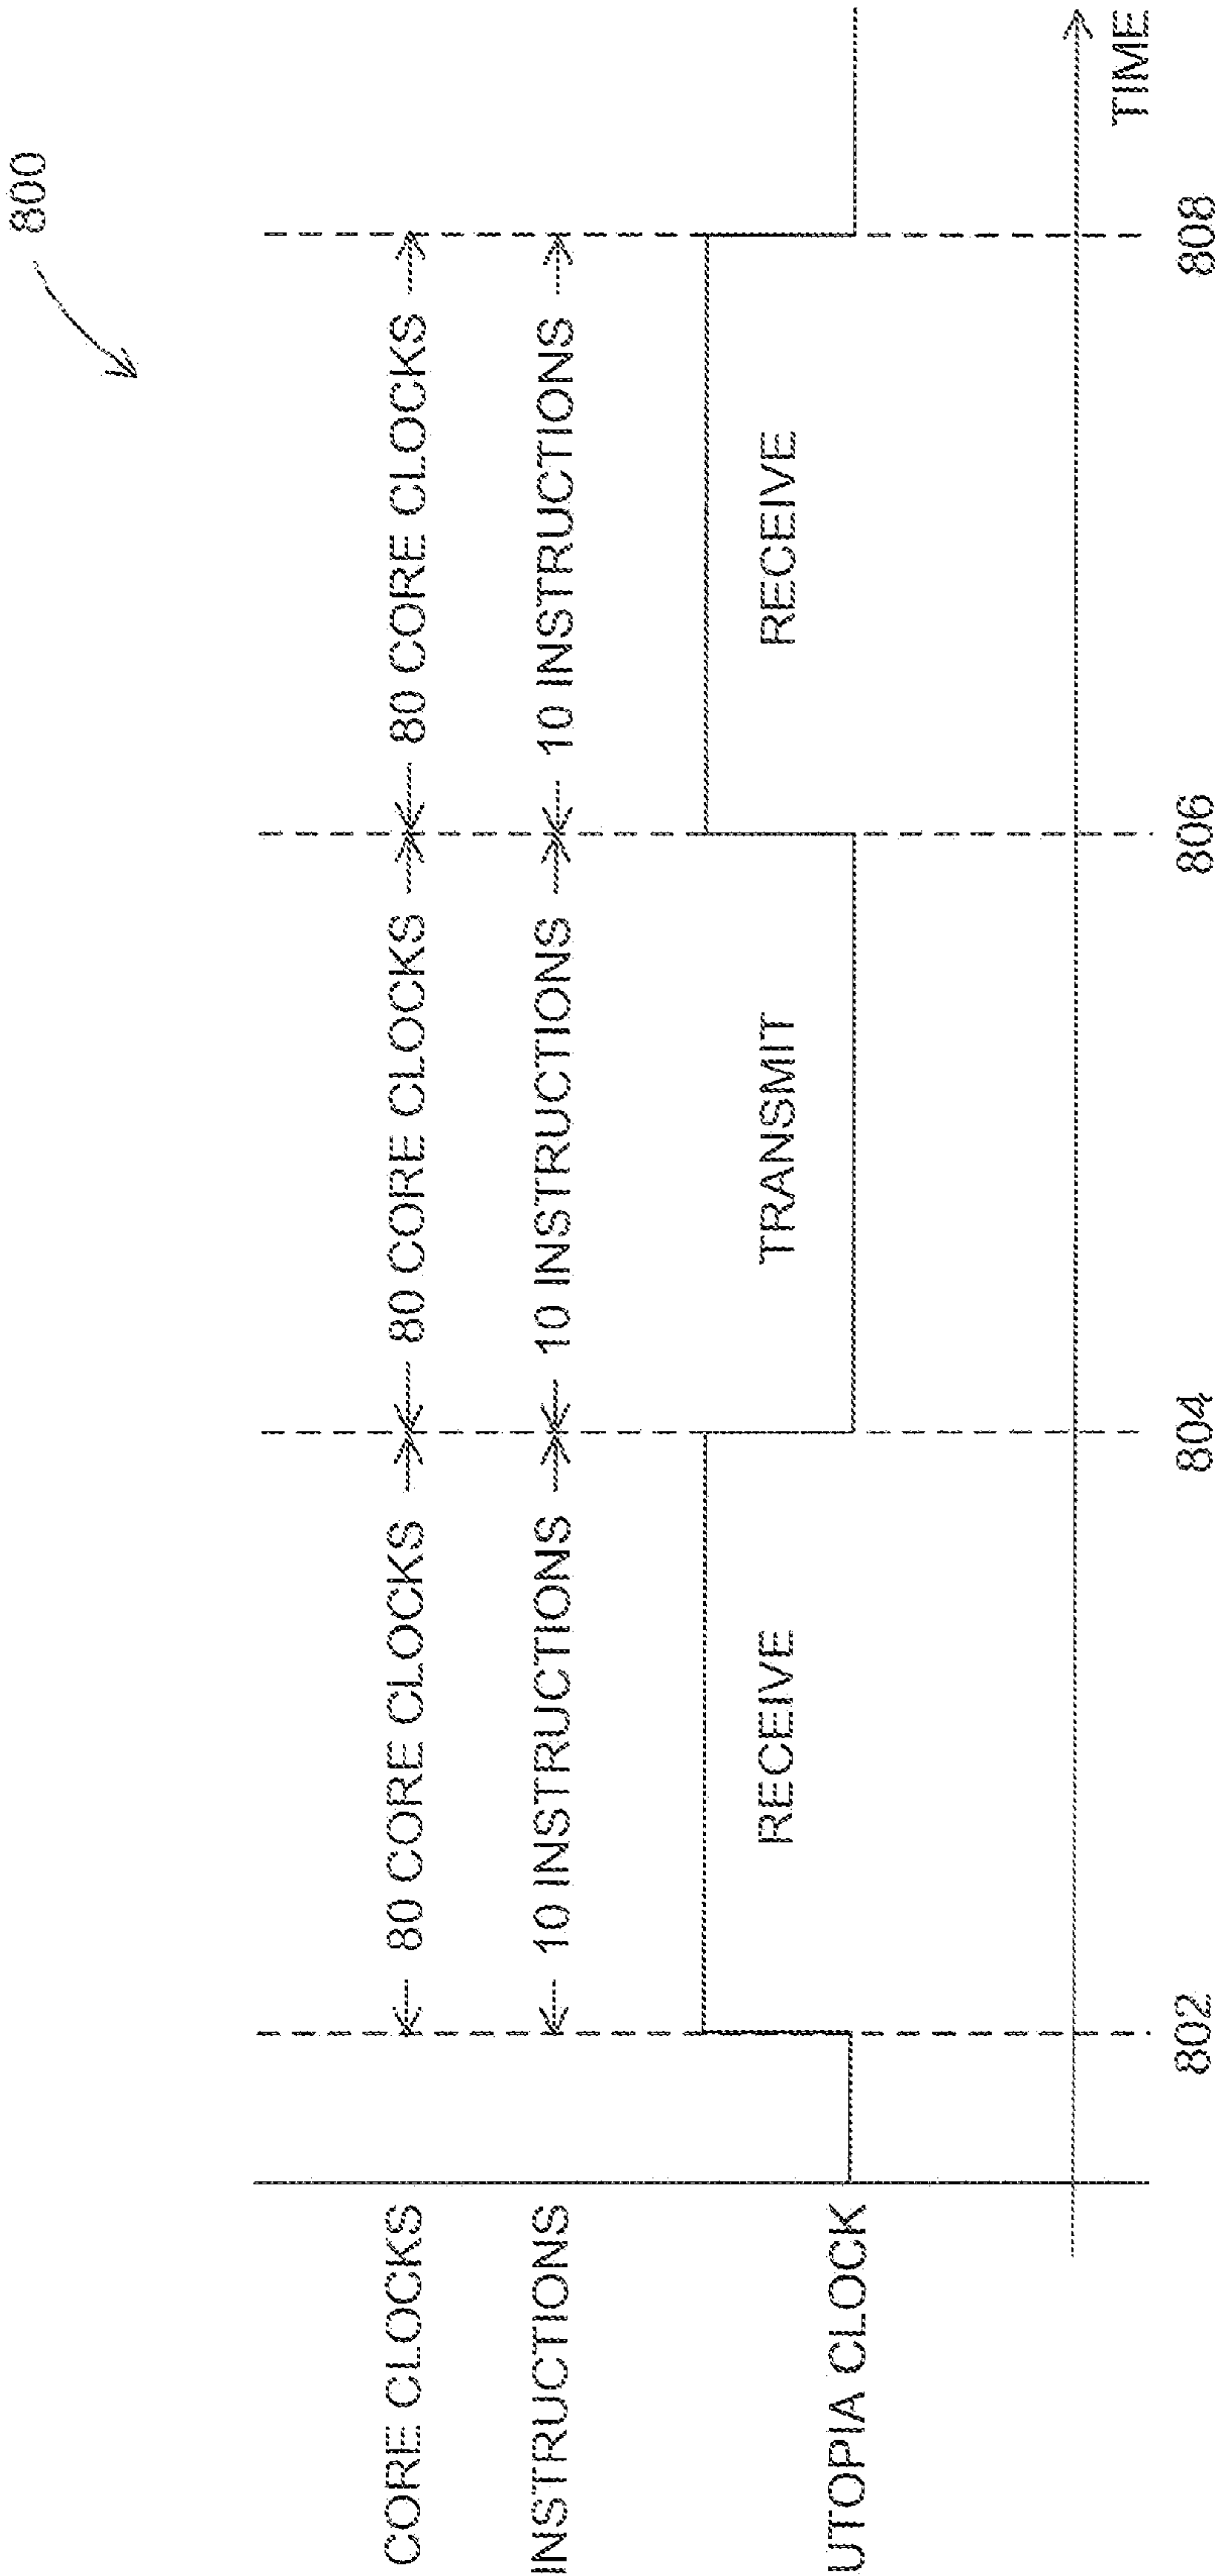 800
CORE CLOCKS 80 CORE CLOCKS 80 CORE CLOCKS 80 CORE CLOCKS
INSTRUCTIONS 10 INSTRUCTIONS 10 INSTRUCTIONS 10 INSTRUCTIONS
RECEIVE TRANSMIT RECEIVE
UTOPIA CLOCK
TIME
802 804 806 808